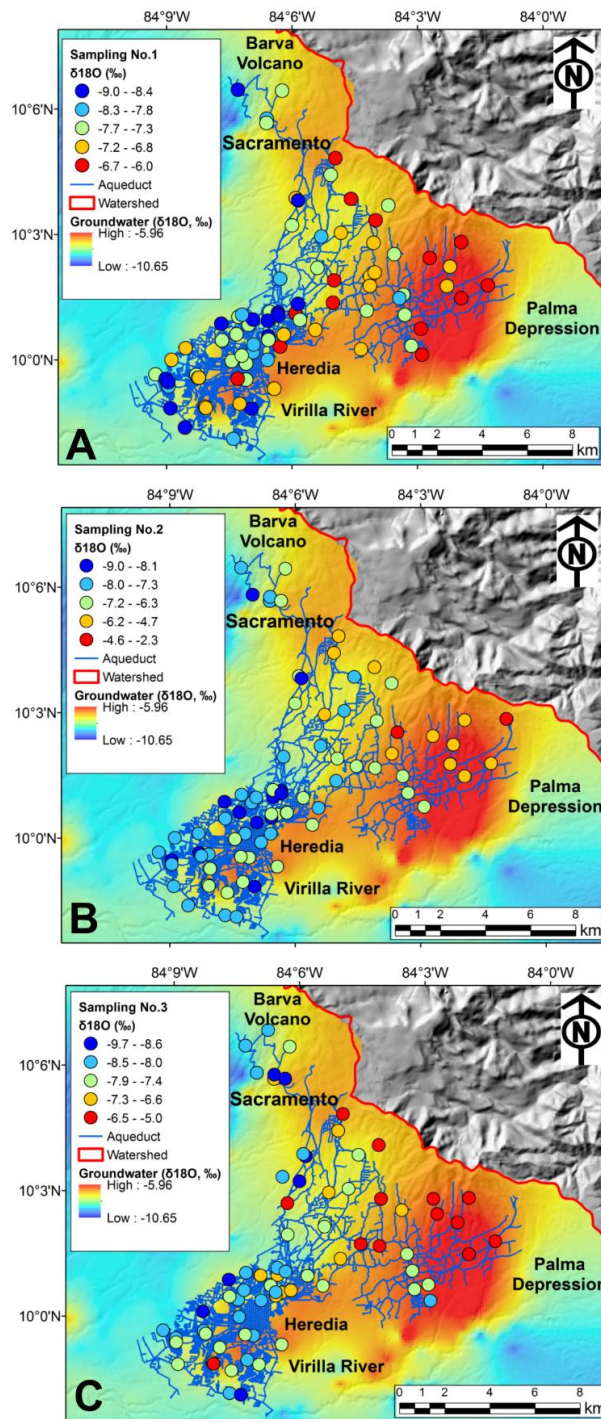 84°9'W 84°6'W 84°3'W 84°0'W
Sampling No.1
δ18O (‰)
-9.0 - -8.4
-8.3 - -7.8
-7.7 - -7.3
-7.2 - -6.8
-6.7 - -6.0
Aqueduct
Watershed
Groundwater (δ18O, ‰)
High : -5.96
Low : -10.65
Barva
Volcano
N
10°6'N
Sacramento
10°3'N
Palma
Depression
10°0'N
Heredia
Virilla River
A
0 1 2 4 6 8
km
84°9'W 84°6'W 84°3'W 84°0'W
Sampling No.2
δ18O (‰)
-9.0 - -8.1
-8.0 - -7.3
-7.2 - -6.3
-6.2 - -4.7
-4.6 - -2.3
Aqueduct
Watershed
Groundwater (δ18O, ‰)
High : -5.96
Low : -10.65
Barva
Volcano
N
10°6'N
Sacramento
10°3'N
Palma
Depression
10°0'N
Heredia
Virilla River
B
0 1 2 4 6 8
km
84°9'W 84°6'W 84°3'W 84°0'W
Sampling No.3
δ18O (‰)
-9.7 - -8.6
-8.5 - -8.0
-7.9 - -7.4
-7.3 - -6.6
-6.5 - -5.0
Aqueduct
Watershed
Groundwater (δ18O, ‰)
High : -5.96
Low : -10.65
Barva
Volcano
N
10°6'N
Sacramento
10°3'N
Palma
Depression
10°0'N
Heredia
Virilla River
C
0 1 2 4 6 8
km